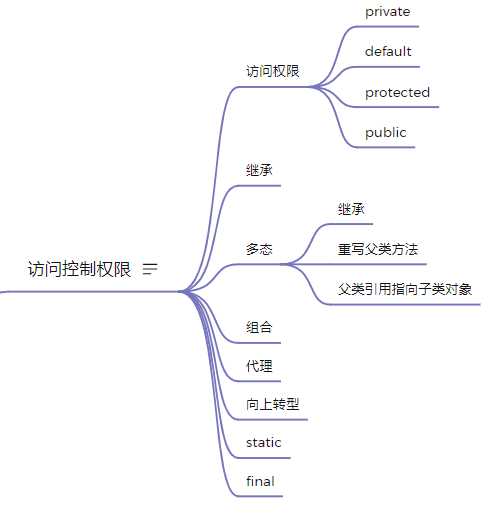 访问控制权限
访问权限
private
default
protected
public
继承
多态
继承
重写父类方法
父类引用指向子类对象
组合
代理
向上转型
static
final